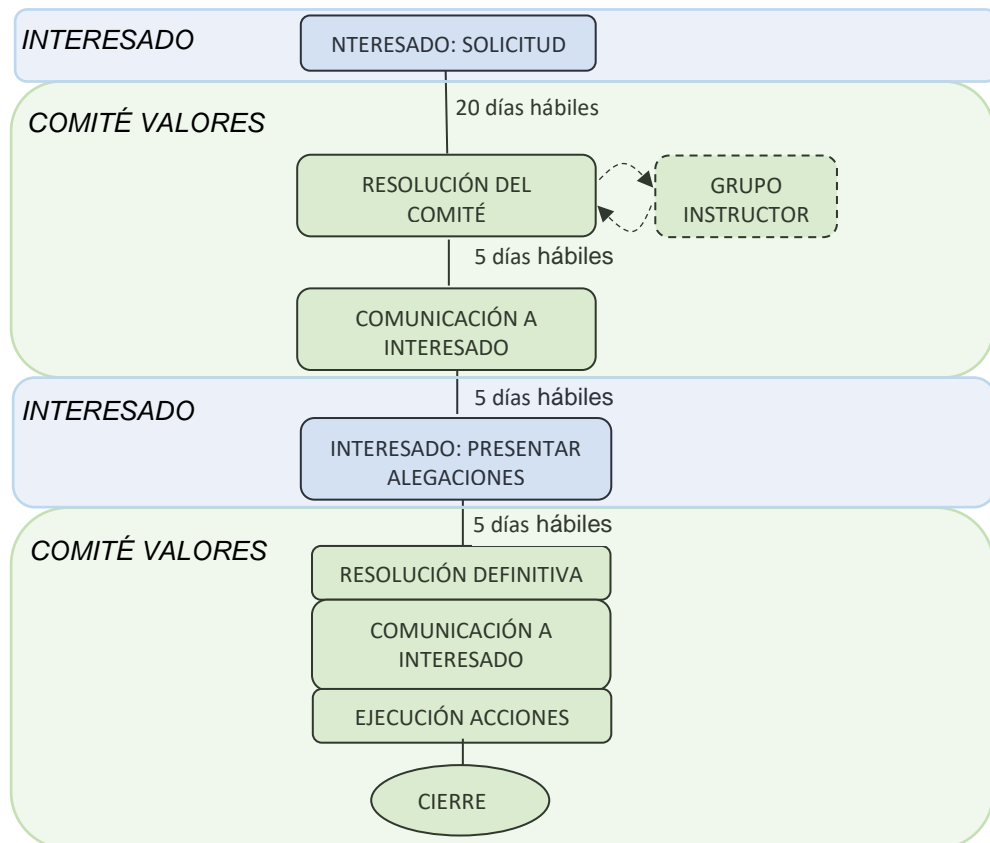 INTERESADO
NTERESADO: SOLICITUD
20 días hábiles
COMITÉ VALORES
RESOLUCIÓN DEL
COMITÉ
GRUPO
INSTRUCTOR
5 días hábiles
COMUNICACIÓN A
INTERESADO
5 días hábiles
INTERESADO
INTERESADO: PRESENTAR
ALEGACIONES
5 días hábiles
COMITÉ VALORES
RESOLUCIÓN DEFINITIVA
COMUNICACIÓN A
INTERESADO
EJECUCIÓN ACCIONES
CIERRE